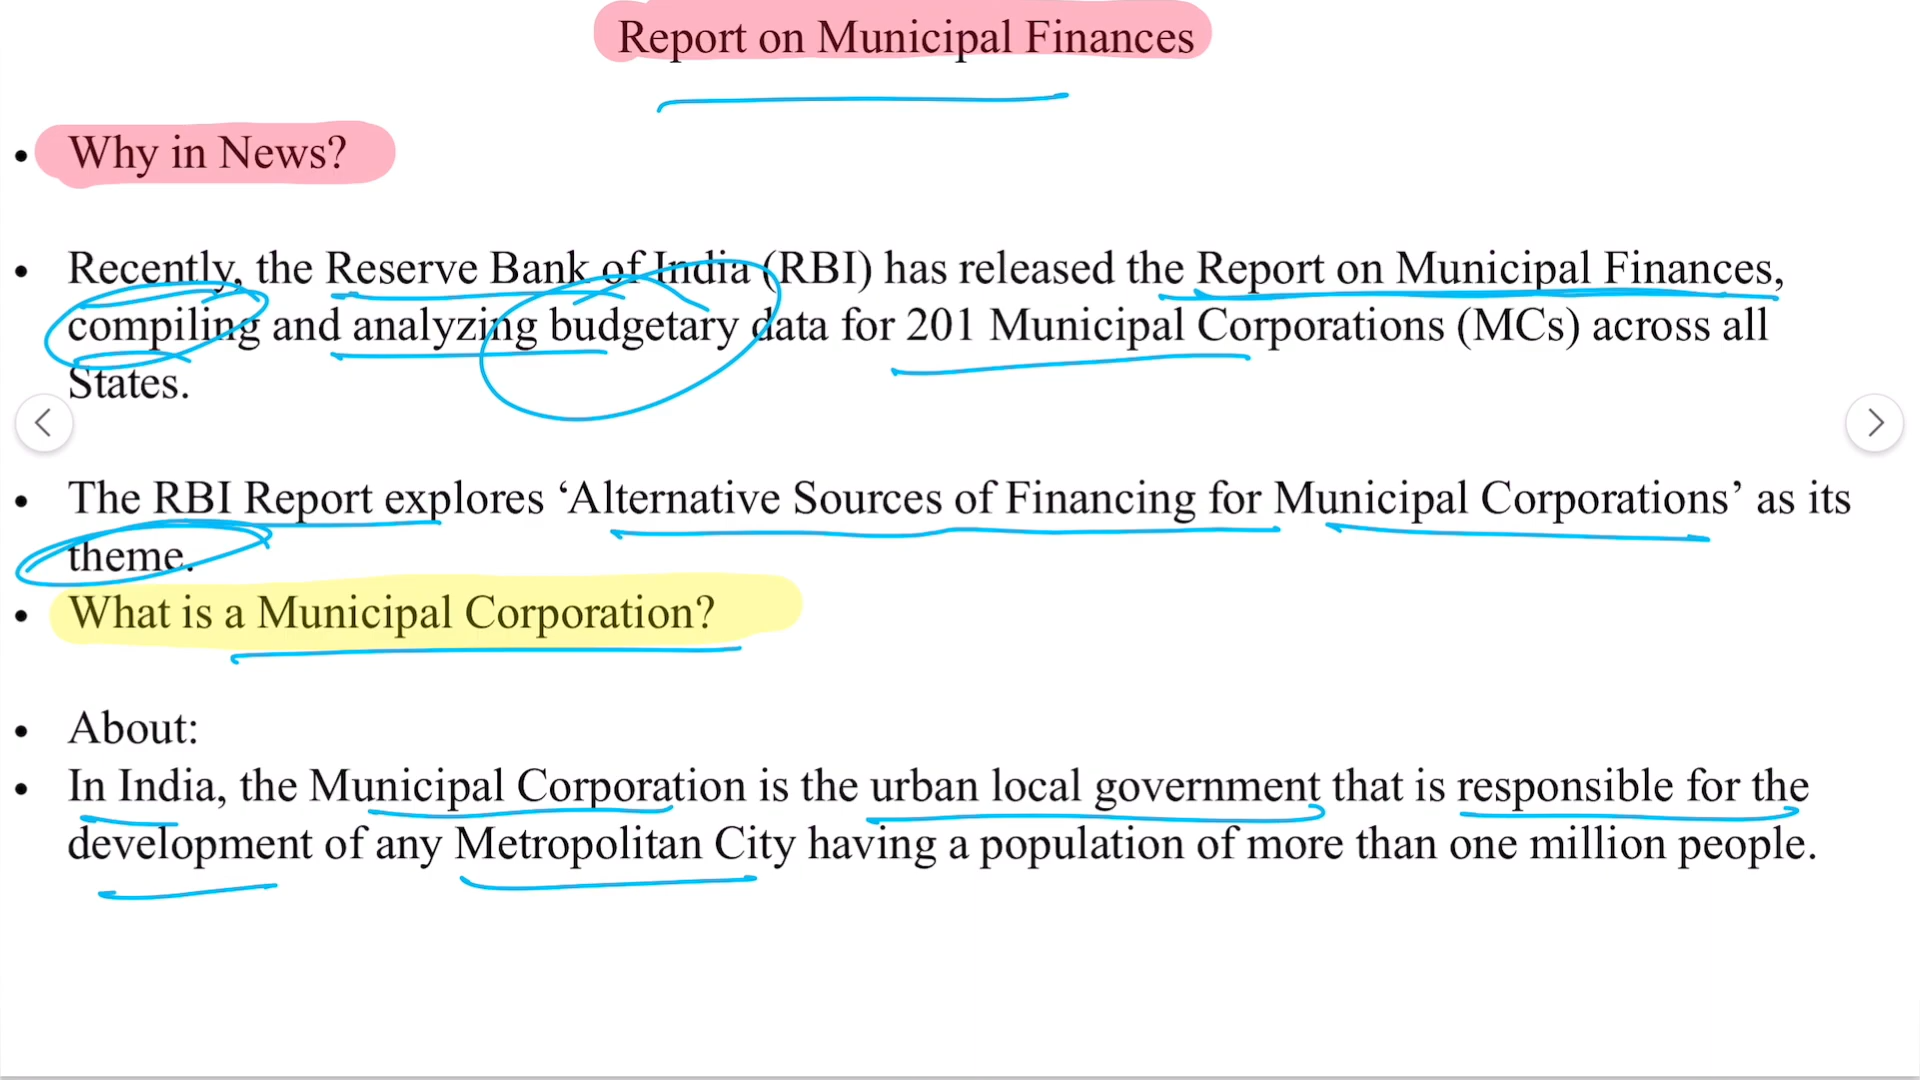 Report on Municipal Finances
• Why in News?
• Recently, the Reserve Bank of India (RBI) has released the Report on Municipal Finances,
compiling and analyzing budgetary data for 201 Municipal Corporations (MCs) across all
States.
• The RBI Report explores ‘Alternative Sources of Financing for Municipal Corporations’ as its
theme.
• What is a Municipal Corporation?
• About:
• In India, the Municipal Corporation is the urban local government that is responsible for the
development of any Metropolitan City having a population of more than one million people.